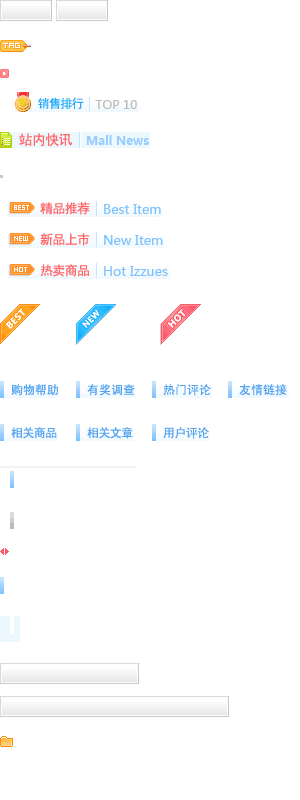 TAG
销售排行 TOP 10
站内快讯 Mall News
BEST 精品推荐 Best Item
NEW 新品上市 New Item
HOT 热卖商品 Hot Izzues
BEST NEW HOT
购物帮助 有奖调查 热门评论 友情链接
相关商品 相关文章 用户评论